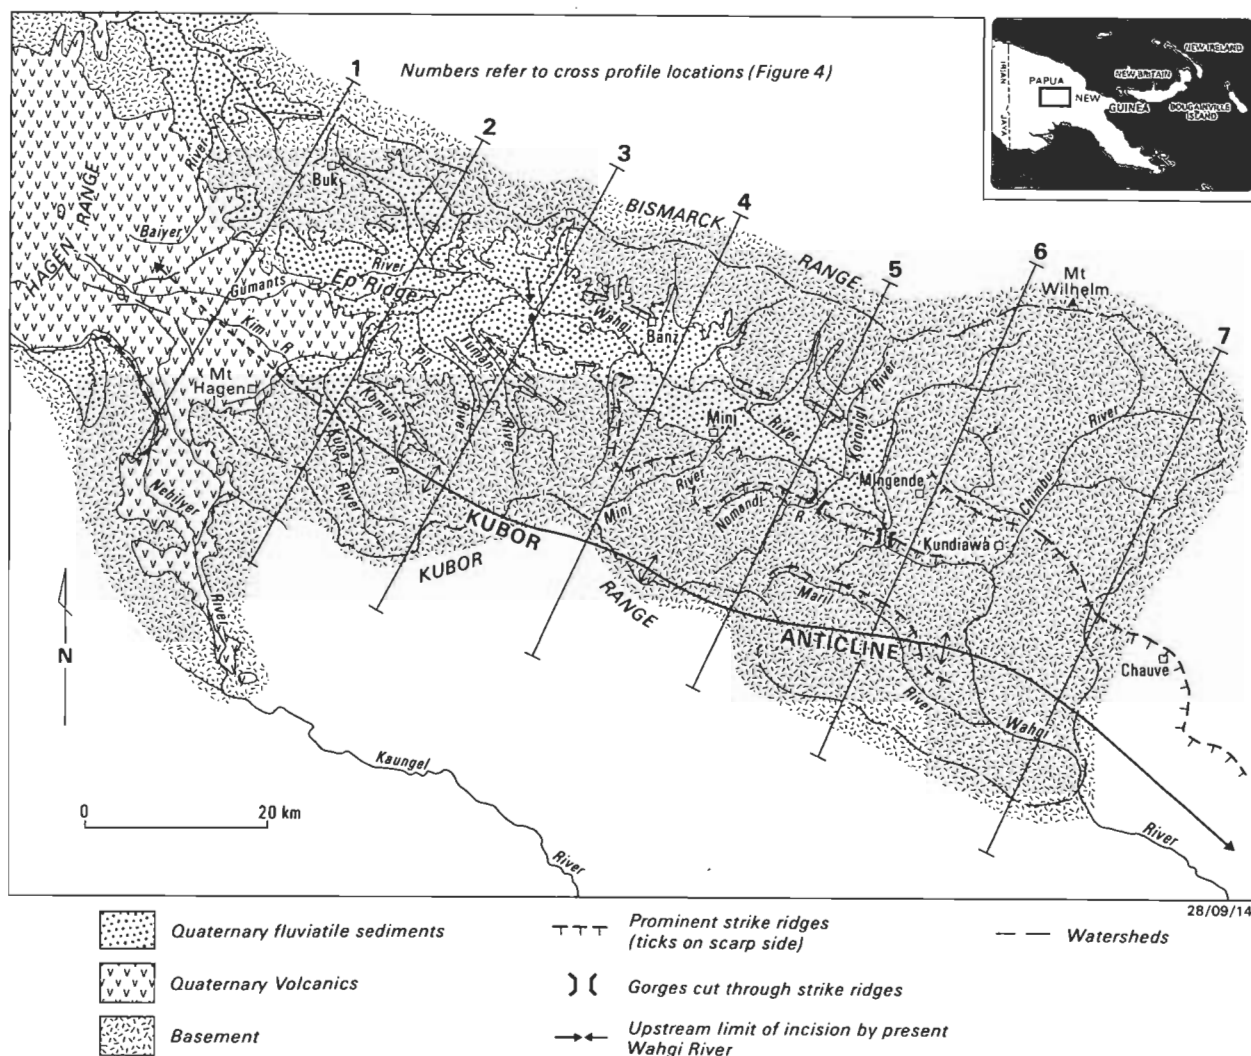 Numbers refer to cross profile locations (Figure 4)
1
2
3
4
5
6
7
IRIAN
JAYA
PAPUA
NEW
GUINEA
NEW BRITAIN
NEW IRELAND
BOUGAINVILLE
ISLAND
HAGEN RANGE
River
Baiyer
Buk
BISMARCK
RANGE
Mt
Wilhelm
Gumants
River
Ep Ridge
Kim
R
Mt
Hagen
Pin
River
Tuman
River
Komun
R
Kuna
River
Wahgi
Banz
River
Minj
Minj
River
Nomendi
R
Koronigl
River
Mingende
Kundiawa
Chimbu
River
Chauve
Nebilyer
River
KUBOR
KUBOR
RANGE
ANTICLINE
Maril
River
Wahgi
River
N
0
20 km
Kaungel
River
28/09/14
Quaternary fluviatile sediments
Quaternary Volcanics
Basement
Prominent strike ridges
(ticks on scarp side)
Gorges cut through strike ridges
Upstream limit of incision by present
Wahgi River
Watersheds